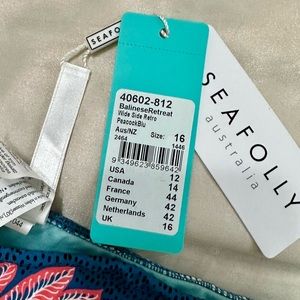 SEAFOLLY
40602-812
BalineseRetreat
Wide Side Retro
PeacockBlu
Aus/NZ Size: 16
2464 1446
9 349623 859642
USA 12
Canada 14
France 44
Germany 42
Netherlands 42
UK 16
SEAFOLLY
australia